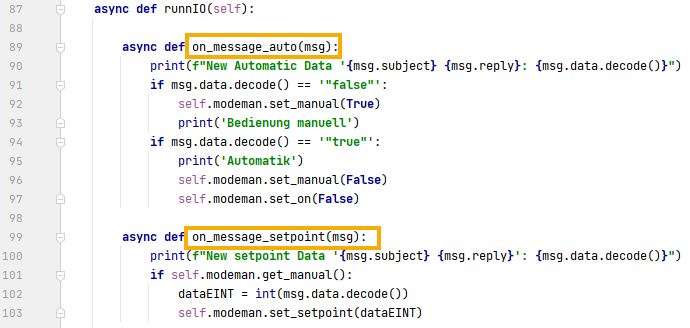 87 async def runnIO(self):
88
89 async def on_message_auto(msg):
90 print(f"New Automatic Data '{msg.subject} {msg.reply}: {msg.data.decode()}")
91 if msg.data.decode() == '"false"':
92 self.modeman.set_manual(True)
93 print('Bedienung manuell')
94 if msg.data.decode() == '"true"':
95 print('Automatik')
96 self.modeman.set_manual(False)
97 self.modeman.set_on(False)
98
99 async def on_message_setpoint(msg):
100 print(f"New setpoint Data '{msg.subject} {msg.reply}': {msg.data.decode()}")
101 if self.modeman.get_manual():
102 dataEINT = int(msg.data.decode())
103 self.modeman.set_setpoint(dataEINT)